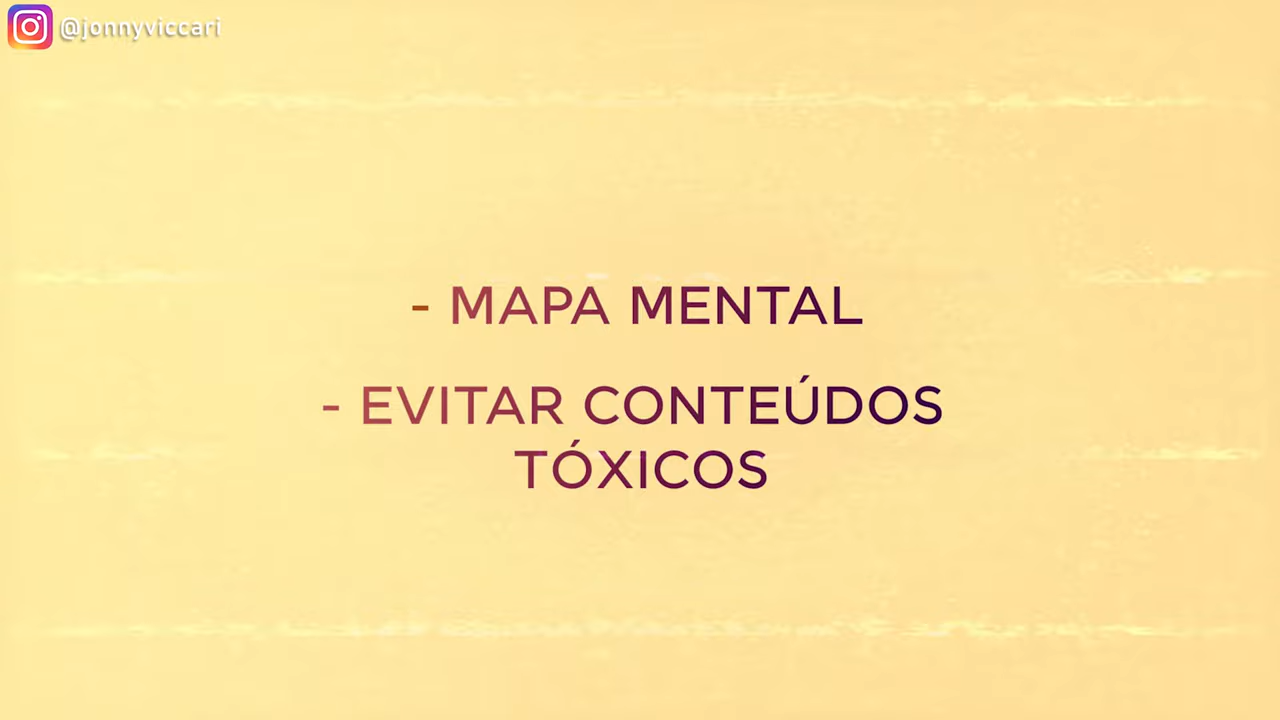 @jonnyviccari
- MAPA MENTAL
- EVITAR CONTEÚDOS
TÓXICOS